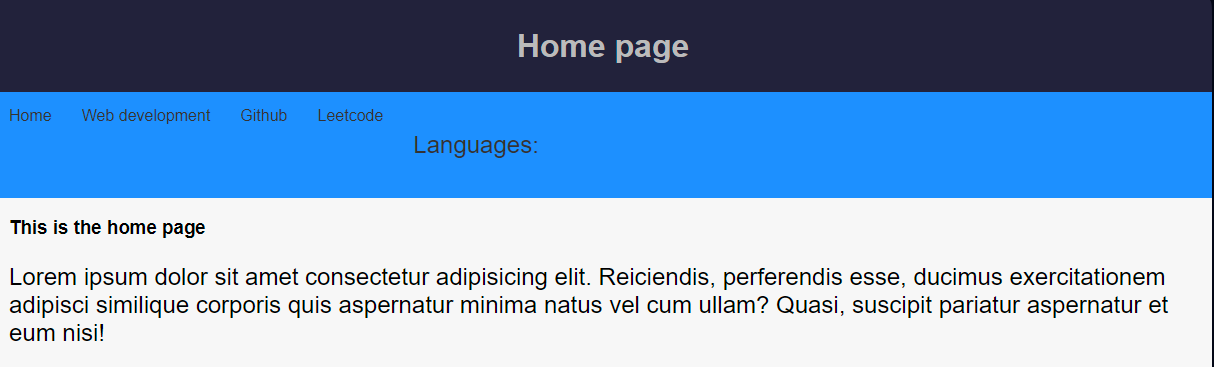 Home page
Home Web development Github Leetcode
Languages:
This is the home page
Lorem ipsum dolor sit amet consectetur adipisicing elit. Reiciendis, perferendis esse, ducimus exercitationem
adipisci similique corporis quis aspernatur minima natus vel cum ullam? Quasi, suscipit pariatur aspernatur et
eum nisi!